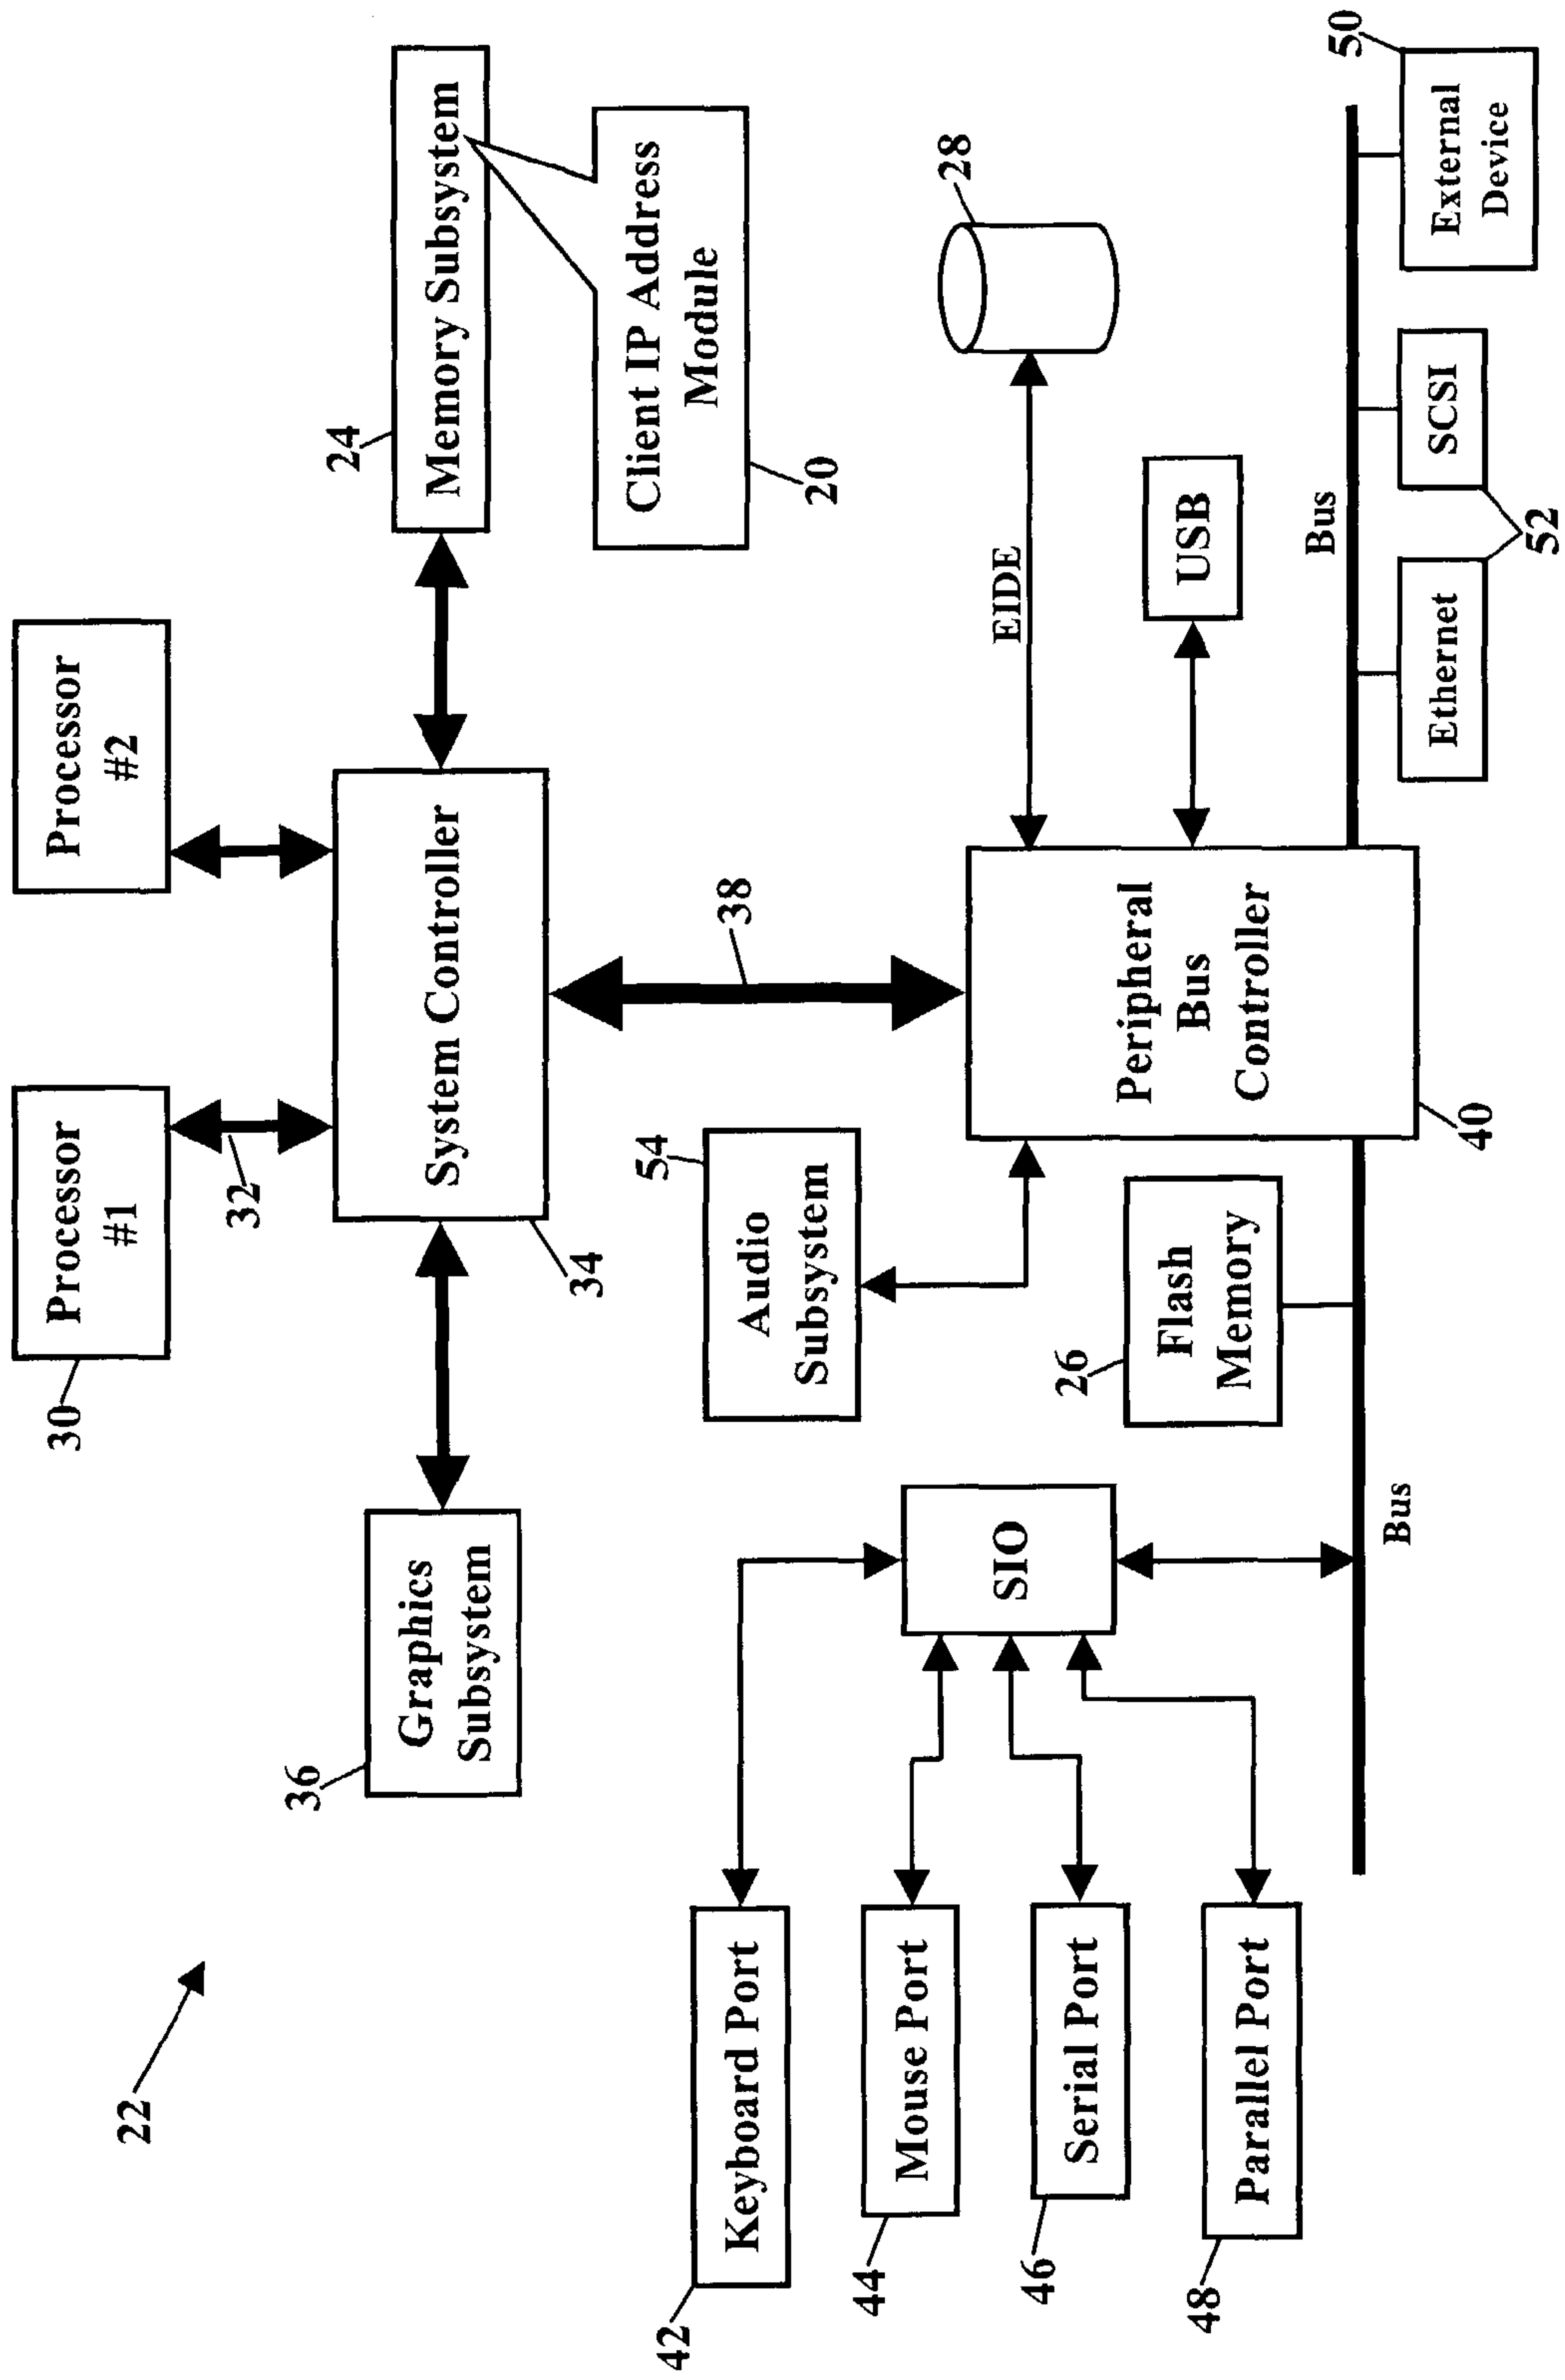 22
30
Processor
#1
32
Processor
#2
36
Graphics
Subsystem
System Controller
34
24
Memory Subsystem
Client IP Address
Module
20
38
42
Keyboard Port
44
Mouse Port
46
Serial Port
48
Parallel Port
SIO
54
Audio
Subsystem
26
Flash
Memory
Bus
Peripheral
Bus
Controller
40
EIDE
28
USB
Bus
Ethernet
SCSI
52
50
External
Device